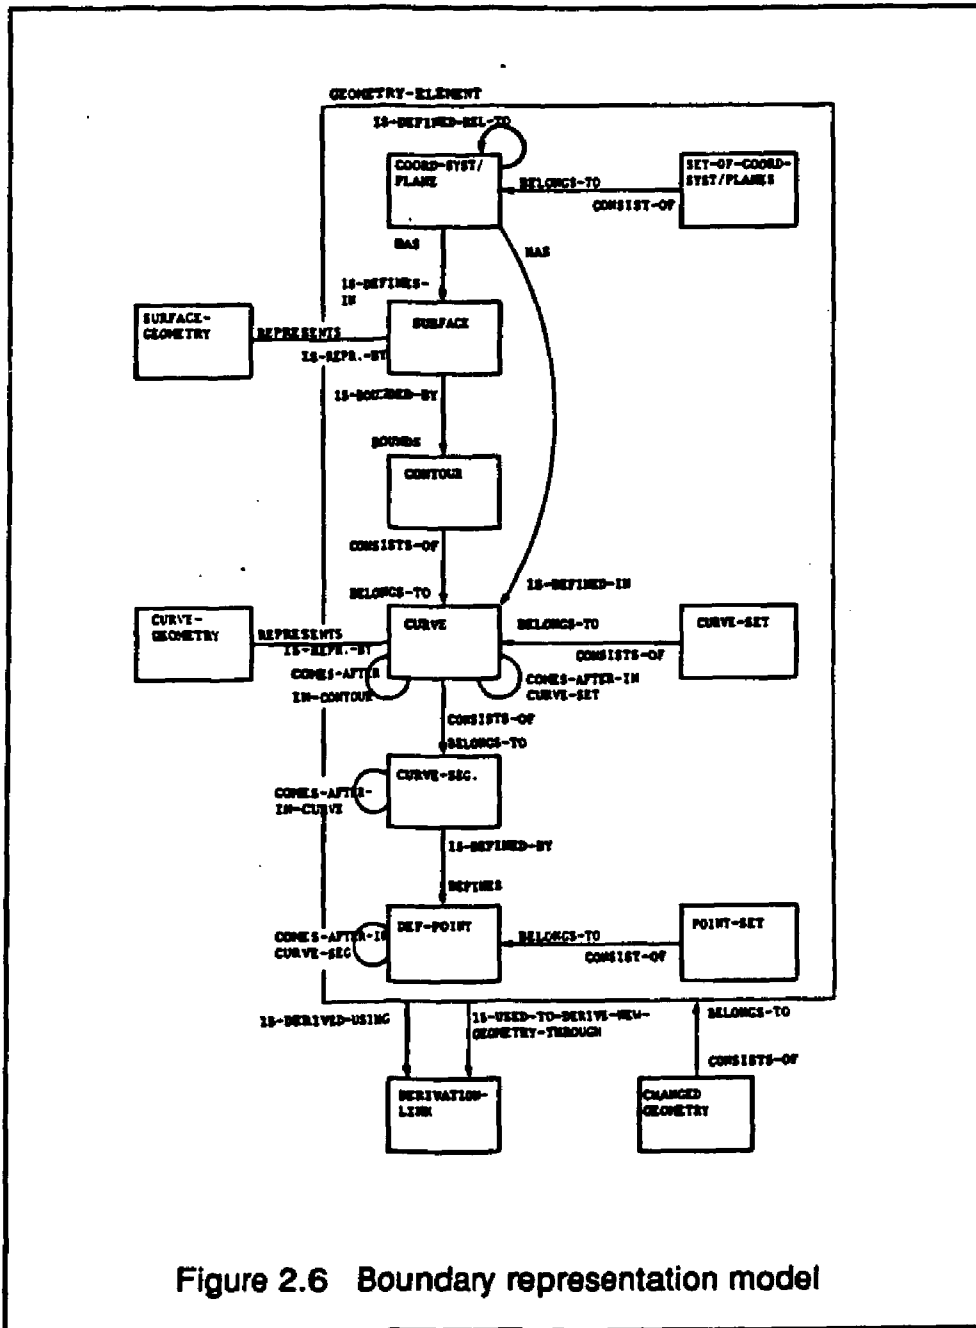 GEOMETRY-ELEMENT
IS-DEFINED-REL-TO
COORD-SYST/
PLANE
SET-OF-COORD-
SYST/PLANES
BELONGS-TO
CONSIST-OF
HAS
HAS
IS-DEFINES-
IN
SURFACE-
GEOMETRY
REPRESENTS
IS-REPR.-BY
SURFACE
IS-BOUNDED-BY
BOUNDS
CONTOUR
CONSISTS-OF
IS-DEFINED-IN
BELONGS-TO
CURVE-
GEOMETRY
REPRESENTS
IS-REPR.-BY
CURVE
BELONGS-TO
CONSISTS-OF
CURVE-SET
COMES-AFTER
IN-CONTOUR
COMES-AFTER-IN
CURVE-SET
CONSISTS-OF
BELONGS-TO
CURVE-SEG.
COMES-AFTER-
IN-CURVE
IS-DEFINED-BY
DEFINES
DEF-POINT
COMES-AFTER-IN
CURVE-SEG
BELONGS-TO
CONSIST-OF
POINT-SET
IS-DERIVED-USING
IS-USED-TO-DERIVE-NEW-
GEOMETRY-THROUGH
BELONGS-TO
CONSISTS-OF
DERIVATION-
LINK
CHANGED
GEOMETRY
Figure 2.6 Boundary representation model